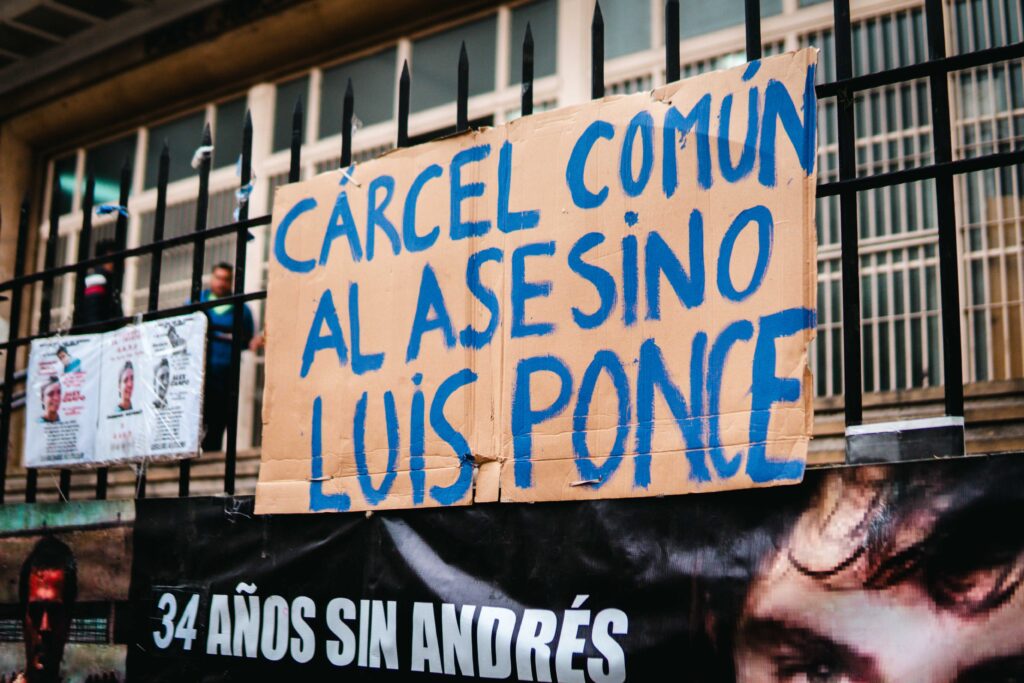 CÁRCEL COMÚN
AL ASESINO
LUIS PONCE
34 AÑOS SIN ANDRÉS